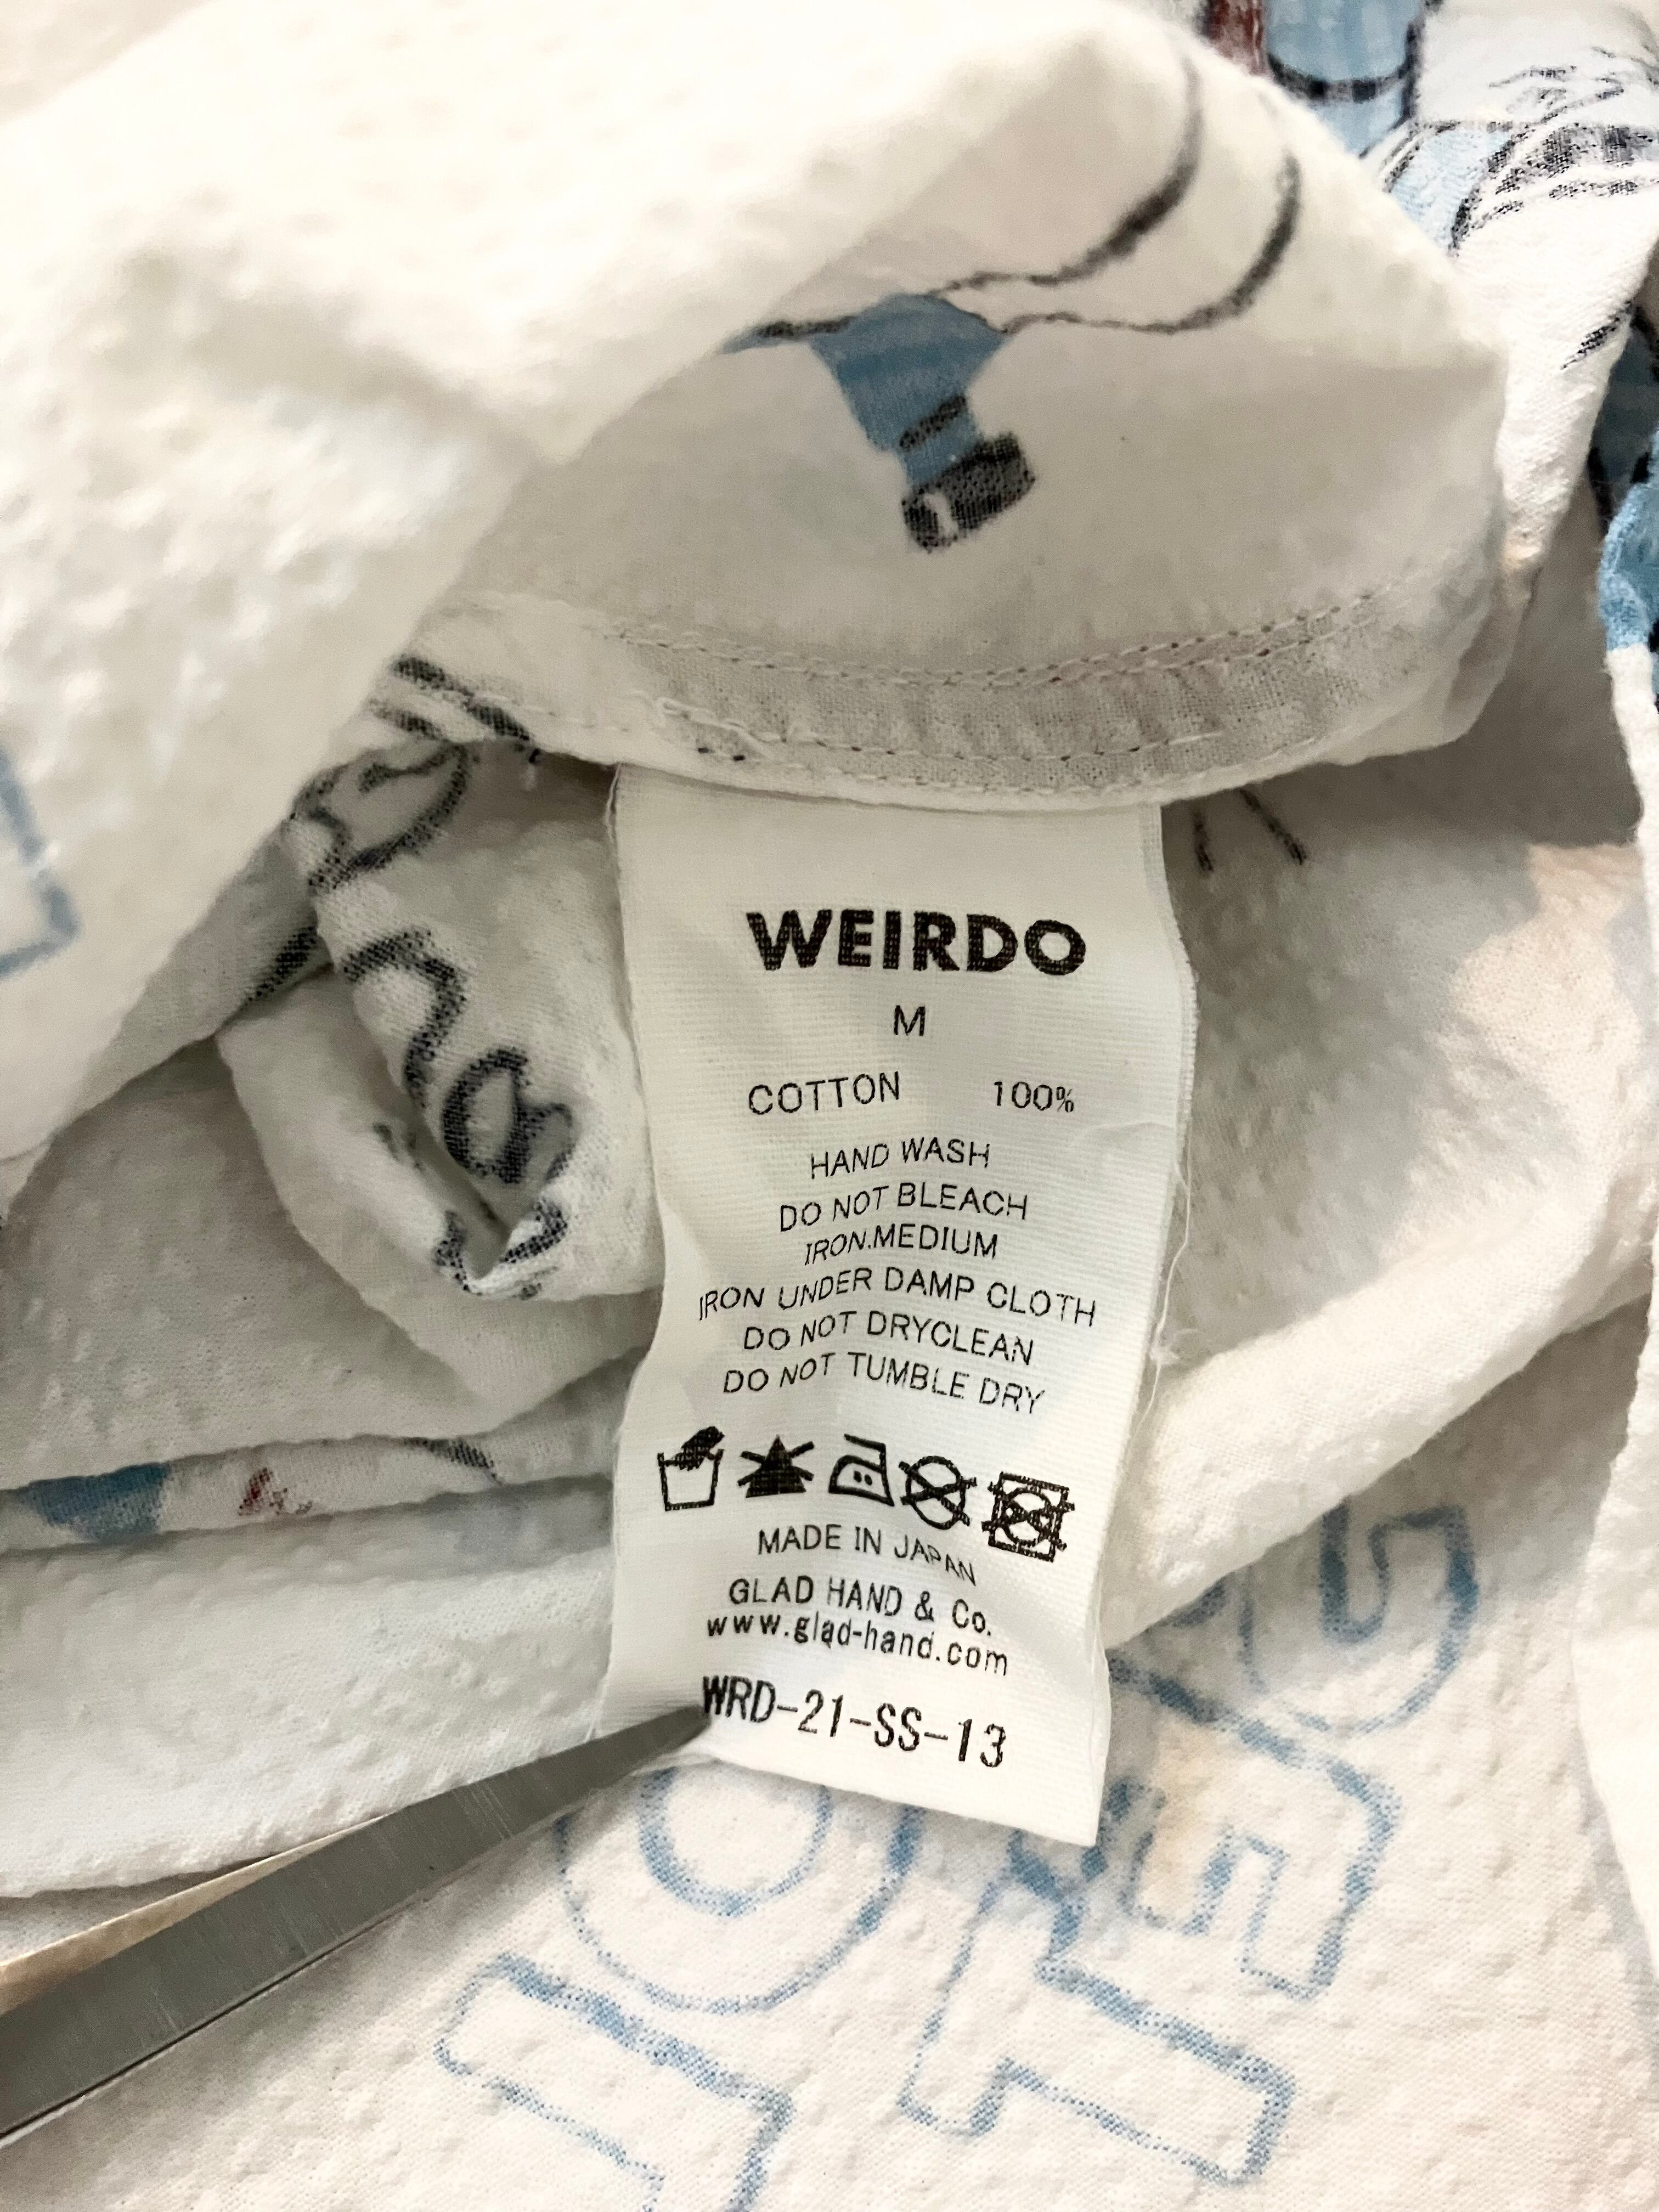 WEIRDO
M
COTTON 100%
HAND WASH
DO NOT BLEACH
IRON.MEDIUM
IRON UNDER DAMP CLOTH
DO NOT DRYCLEAN
DO NOT TUMBLE DRY
MADE IN JAPAN
GLAD HAND & Co.
www.glad-hand.com
WRD-21-SS-13